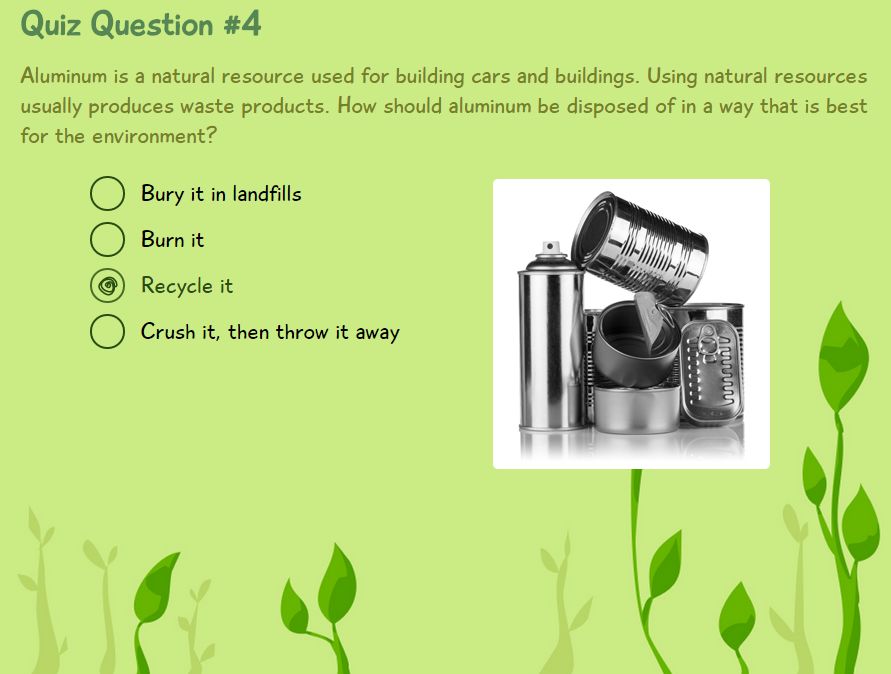 Quiz Question #4
Aluminum is a natural resource used for building cars and buildings. Using natural resources
usually produces waste products. How should aluminum be disposed of in a way that is best
for the environment?
Bury it in landfills
Burn it
Recycle it
Crush it, then throw it away